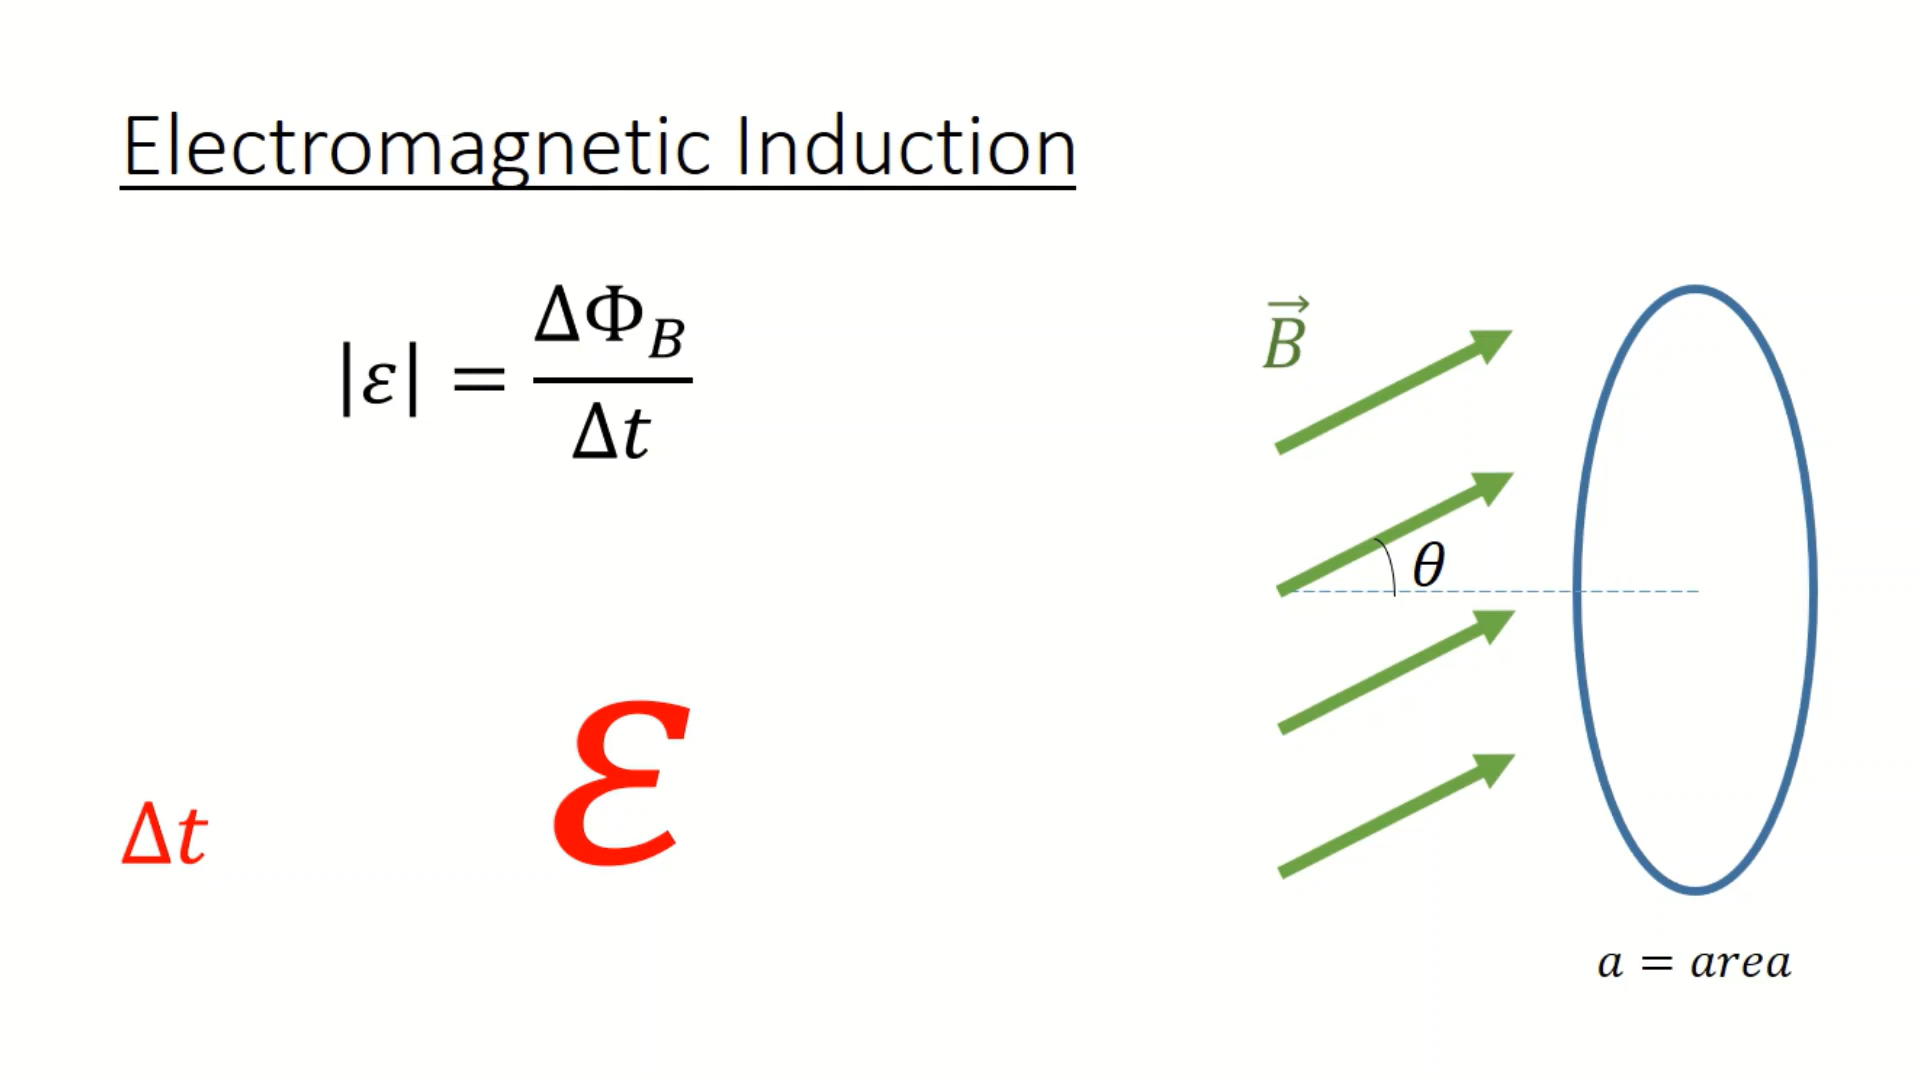 Electromagnetic Induction
|ε| = ΔΦ_B / Δt
B⃗
θ
Δt ε
a = area